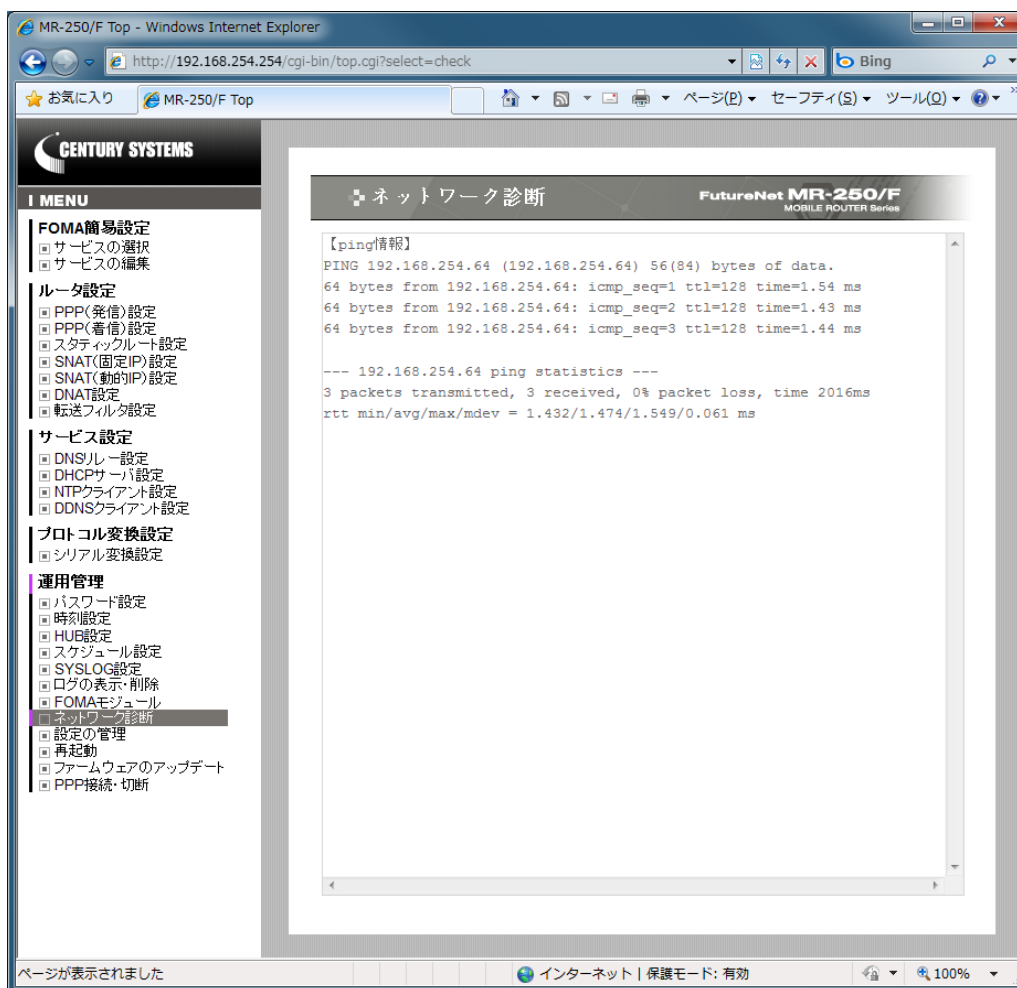 MR-250/F Top - Windows Internet Explorer
http://192.168.254.254/cgi-bin/top.cgi?select=check
Bing
お気に入り
MR-250/F Top
ページ(P)
セーフティ(S)
ツール(O)
CENTURY SYSTEMS
MENU
FOMA簡易設定
サービスの選択
サービスの編集
ルータ設定
PPP(発信)設定
PPP(着信)設定
スタティックルート設定
SNAT(固定IP)設定
SNAT(動的IP)設定
DNAT設定
転送フィルタ設定
サービス設定
DNSリレー設定
DHCPサーバ設定
NTPクライアント設定
DDNSクライアント設定
プロトコル変換設定
シリアル変換設定
運用管理
パスワード設定
時刻設定
HUB設定
スケジュール設定
SYSLOG設定
ログの表示・削除
FOMAモジュール
ネットワーク診断
設定の管理
再起動
ファームウェアのアップデート
PPP接続・切断
ネットワーク診断
FutureNet MR-250/F
MOBILE ROUTER Series
【ping情報】
PING 192.168.254.64 (192.168.254.64) 56(84) bytes of data.
64 bytes from 192.168.254.64: icmp_seq=1 ttl=128 time=1.54 ms
64 bytes from 192.168.254.64: icmp_seq=2 ttl=128 time=1.43 ms
64 bytes from 192.168.254.64: icmp_seq=3 ttl=128 time=1.44 ms
--- 192.168.254.64 ping statistics ---
3 packets transmitted, 3 received, 0% packet loss, time 2016ms
rtt min/avg/max/mdev = 1.432/1.474/1.549/0.061 ms
ページが表示されました
インターネット | 保護モード: 有効
100%